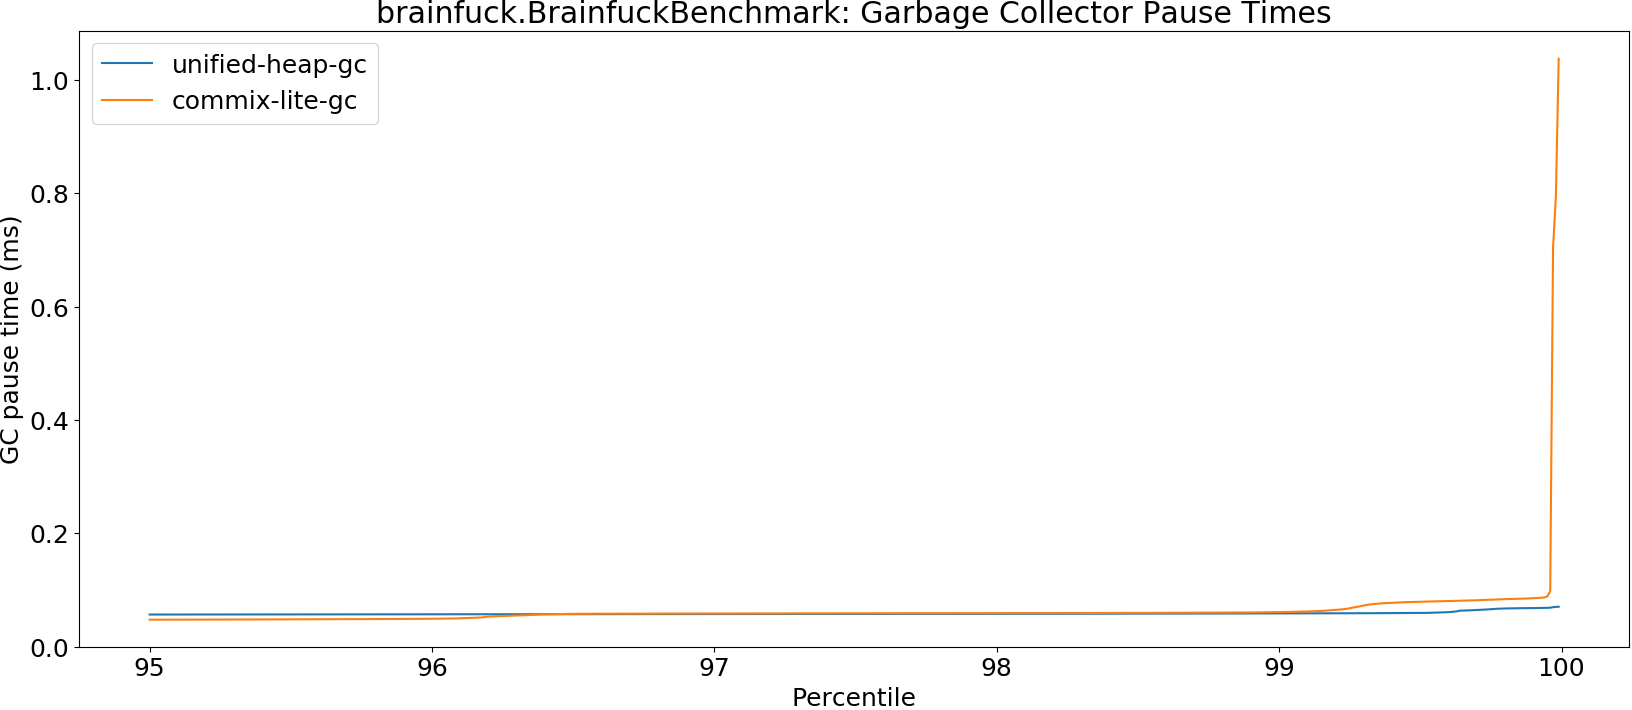 brainfuck.BrainfuckBenchmark: Garbage Collector Pause Times
unified-heap-gc
commix-lite-gc
1.0
0.8
0.6
0.4
0.2
0.0
GC pause time (ms)
95 96 97 98 99 100
Percentile